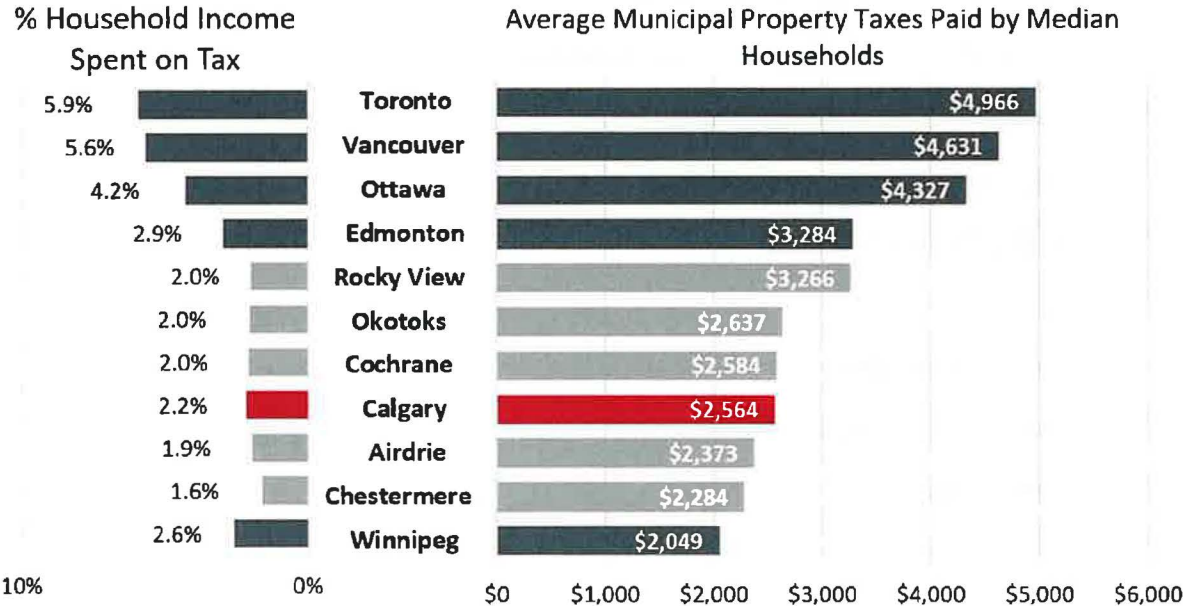 % Household Income
Spent on Tax
Average Municipal Property Taxes Paid by Median
Households
5.9% Toronto $4,966
5.6% Vancouver $4,631
4.2% Ottawa $4,327
2.9% Edmonton $3,284
2.0% Rocky View $3,266
2.0% Okotoks $2,637
2.0% Cochrane $2,584
2.2% Calgary $2,564
1.9% Airdrie $2,373
1.6% Chestermere $2,284
2.6% Winnipeg $2,049
10% 0% $0 $1,000 $2,000 $3,000 $4,000 $5,000 $6,000